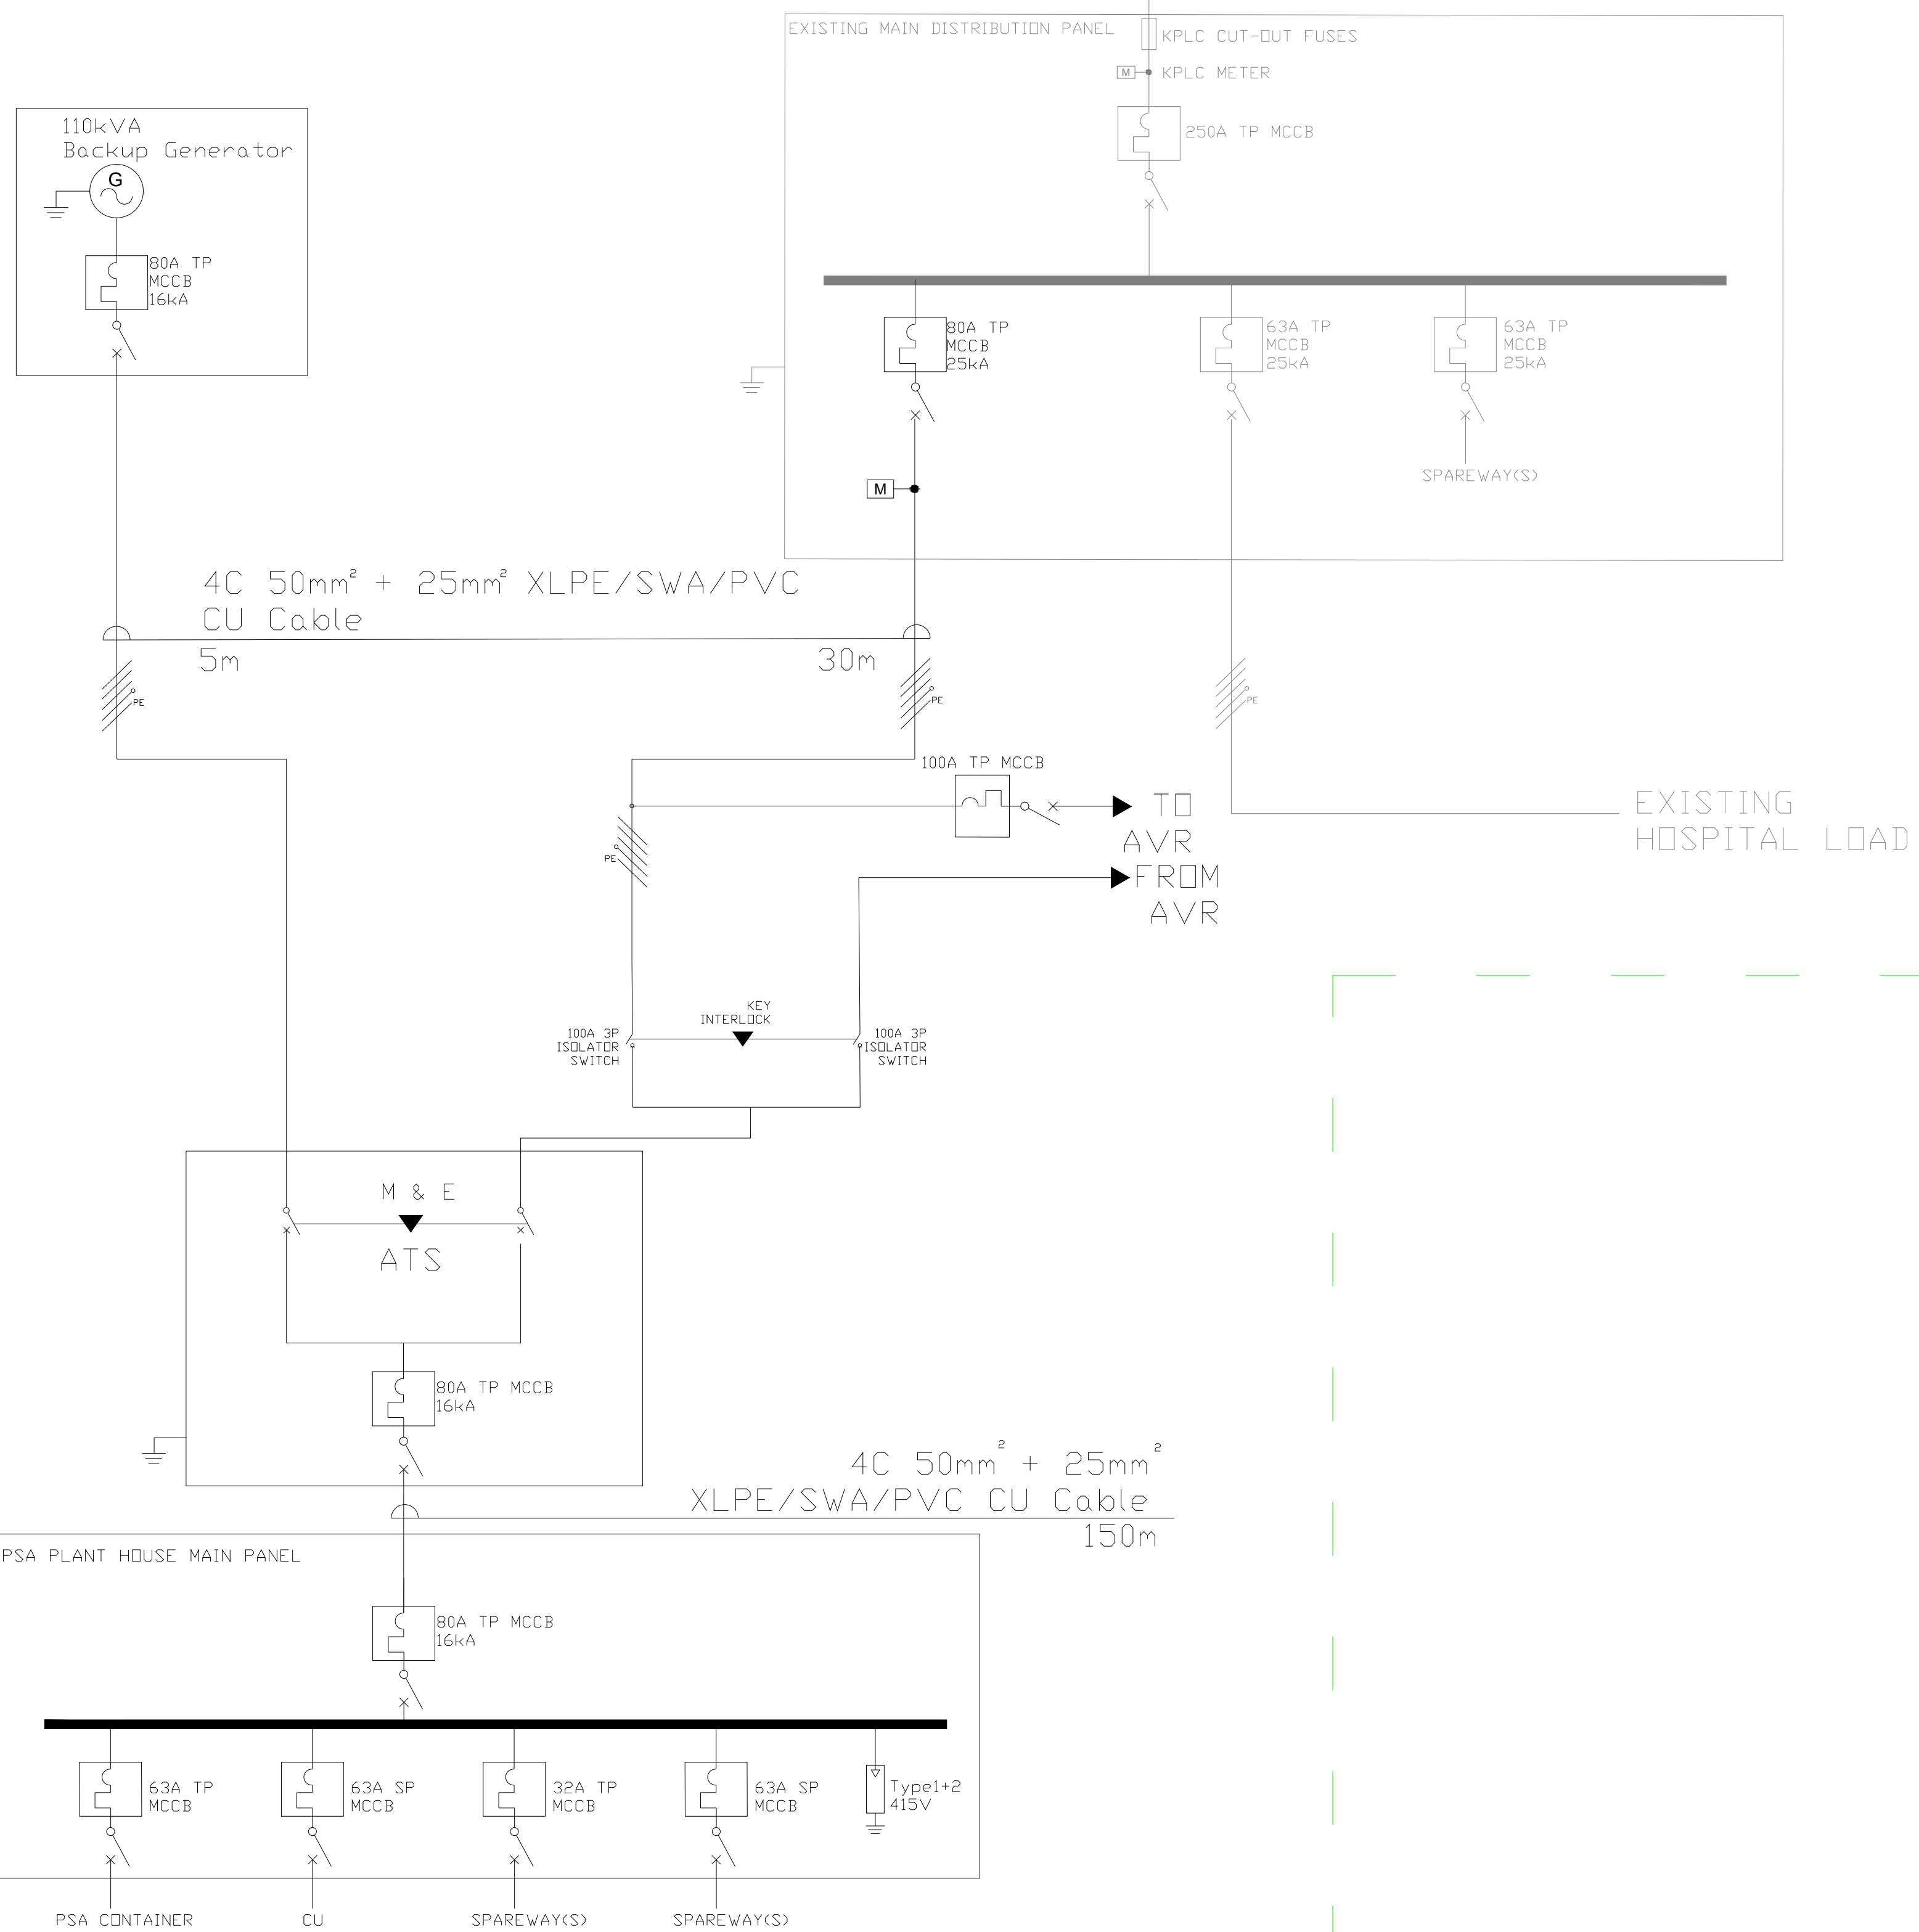 EXISTING MAIN DISTRIBUTION PANEL
KPLC CUT-OUT FUSES
M
KPLC METER
250A TP MCCB
110kVA
Backup Generator
G
80A TP
MCCB
16kA
80A TP
MCCB
25kA
63A TP
MCCB
25kA
63A TP
MCCB
25kA
SPAREWAY(S)
M
4C 50mm² + 25mm² XLPE/SWA/PVC
CU Cable
5m
30m
PE
PE
PE
100A TP MCCB
TO
AVR
FROM
AVR
EXISTING
HOSPITAL LOAD
PE
KEY
INTERLOCK
100A 3P
ISOLATOR
SWITCH
100A 3P
ISOLATOR
SWITCH
M & E
ATS
80A TP MCCB
16kA
4C 50mm² + 25mm²
XLPE/SWA/PVC CU Cable
150m
PSA PLANT HOUSE MAIN PANEL
80A TP MCCB
16kA
63A TP
MCCB
63A SP
MCCB
32A TP
MCCB
63A SP
MCCB
Type1+2
415V
PSA CONTAINER
CU
SPAREWAY(S)
SPAREWAY(S)